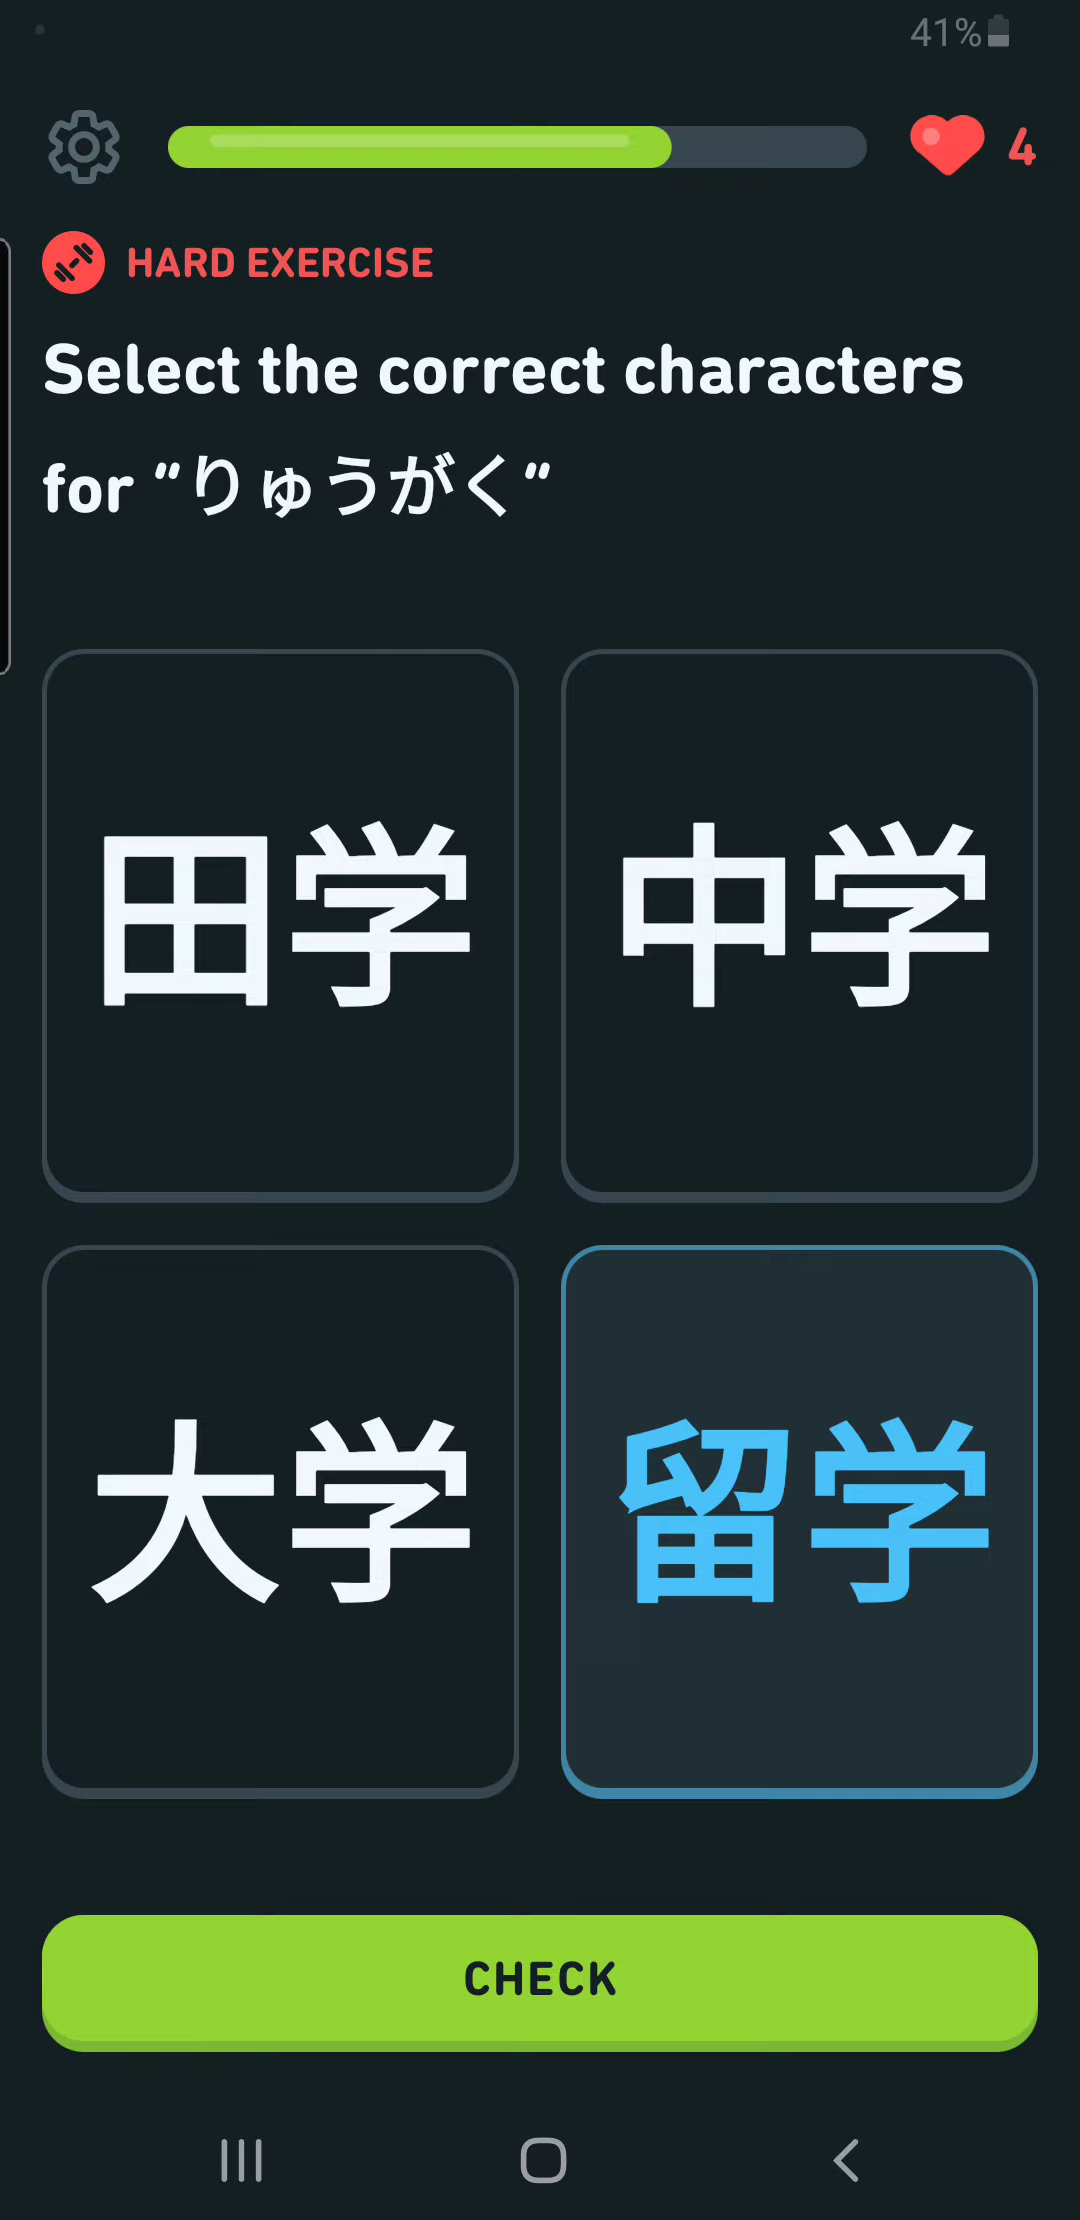 41%
4
HARD EXERCISE
Select the correct characters
for “りゅうがく”
田学
中学
大学
留学
CHECK